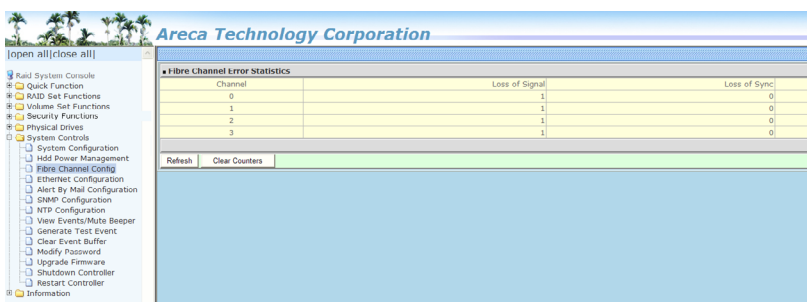 Areca Technology Corporation
|open all|close all|
Raid System Console
Quick Function
RAID Set Functions
Volume Set Functions
Security Functions
Physical Drives
System Controls
System Configuration
Hdd Power Management
Fibre Channel Config
EtherNet Configuration
Alert By Mail Configuration
SNMP Configuration
NTP Configuration
View Events/Mute Beeper
Generate Test Event
Clear Event Buffer
Modify Password
Upgrade Firmware
Shutdown Controller
Restart Controller
Information
Fibre Channel Error Statistics
Channel Loss of Signal Loss of Sync
0 1 0
1 1 0
2 1 0
3 1 0
Refresh Clear Counters